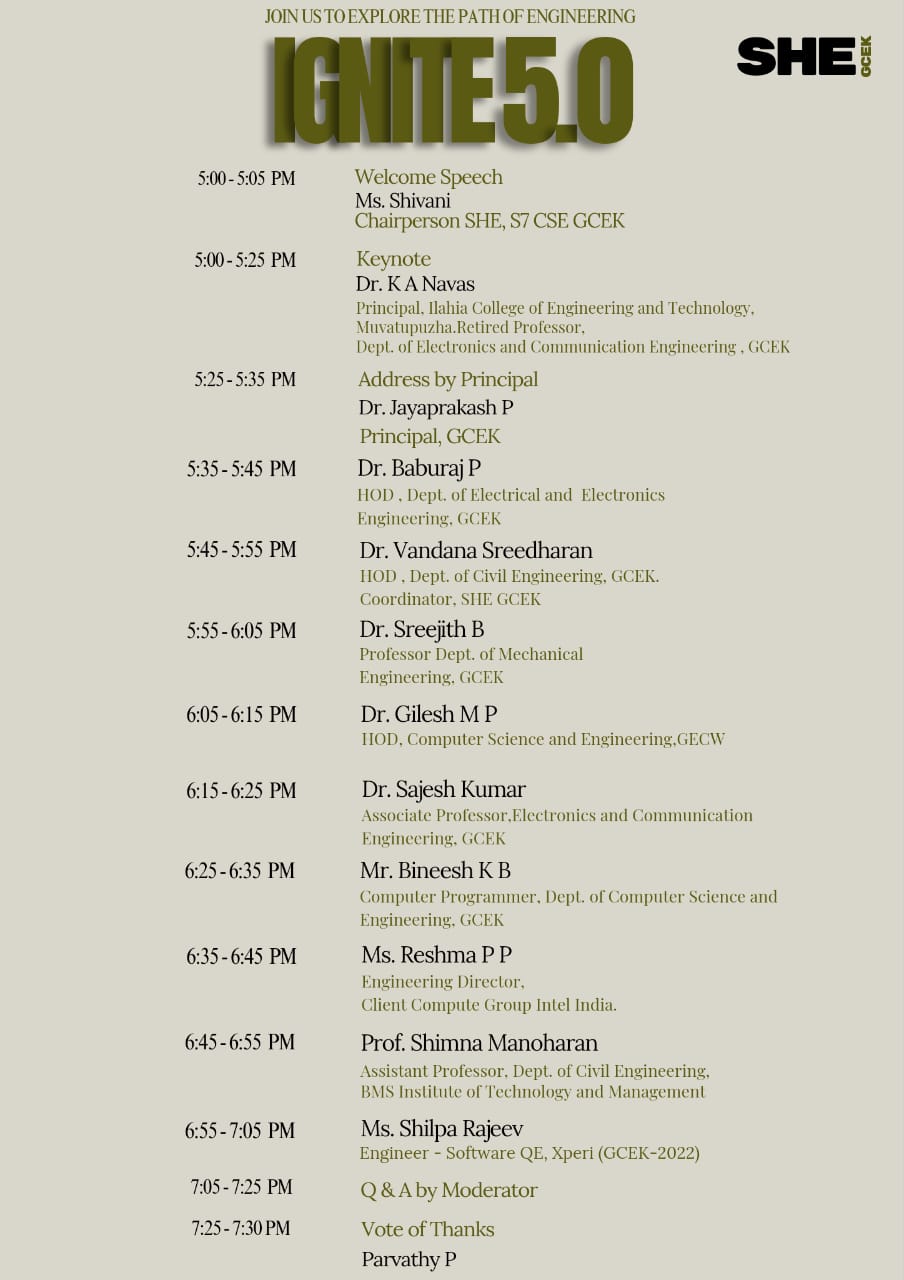 JOIN US TO EXPLORE THE PATH OF ENGINEERING
IGNITE 5.0
SHE GCEK
5:00 - 5:05 PM Welcome Speech
Ms. Shivani
Chairperson SHE, S7 CSE GCEK
5:00 - 5:25 PM Keynote
Dr. K A Navas
Principal, Ilahia College of Engineering and Technology,
Muvatupuzha.Retired Professor,
Dept. of Electronics and Communication Engineering , GCEK
5:25 - 5:35 PM Address by Principal
Dr. Jayaprakash P
Principal, GCEK
5:35 - 5:45 PM Dr. Baburaj P
HOD , Dept. of Electrical and Electronics
Engineering, GCEK
5:45 - 5:55 PM Dr. Vandana Sreedharan
HOD , Dept. of Civil Engineering, GCEK.
Coordinator, SHE GCEK
5:55 - 6:05 PM Dr. Sreejith B
Professor Dept. of Mechanical
Engineering, GCEK
6:05 - 6:15 PM Dr. Gilesh M P
HOD, Computer Science and Engineering,GECW
6:15 - 6:25 PM Dr. Sajesh Kumar
Associate Professor,Electronics and Communication
Engineering, GCEK
6:25 - 6:35 PM Mr. Bineesh K B
Computer Programmer, Dept. of Computer Science and
Engineering, GCEK
6:35 - 6:45 PM Ms. Reshma P P
Engineering Director,
Client Compute Group Intel India.
6:45 - 6:55 PM Prof. Shimna Manoharan
Assistant Professor, Dept. of Civil Engineering,
BMS Institute of Technology and Management
6:55 - 7:05 PM Ms. Shilpa Rajeev
Engineer - Software QE, Xperi (GCEK-2022)
7:05 - 7:25 PM Q & A by Moderator
7:25 - 7:30 PM Vote of Thanks
Parvathy P